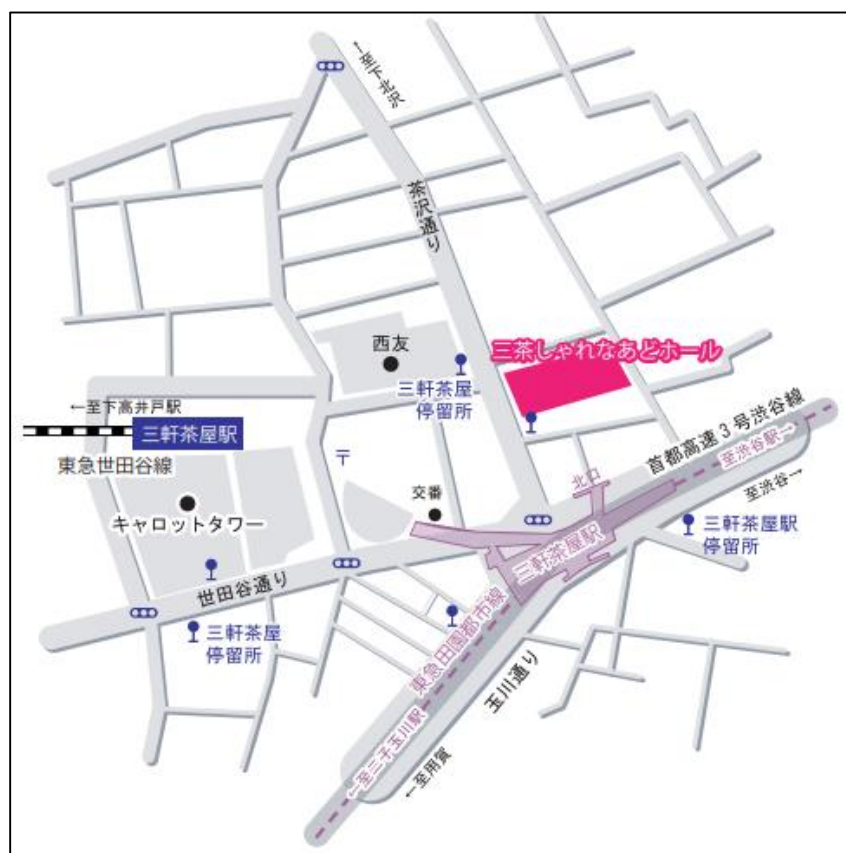 ←至下北沢
茶沢通り
西友
三軒茶屋
停留所
三茶しゃれなあどホール
←至下高井戸駅
三軒茶屋駅
東急世田谷線
〒
キャロットタワー
交番
北口
首都高速3号渋谷線
至渋谷駅→
至渋谷→
三軒茶屋駅
三軒茶屋駅
停留所
世田谷通り
三軒茶屋
停留所
東急田園都市線
玉川通り
←至二子玉川駅
←至用賀